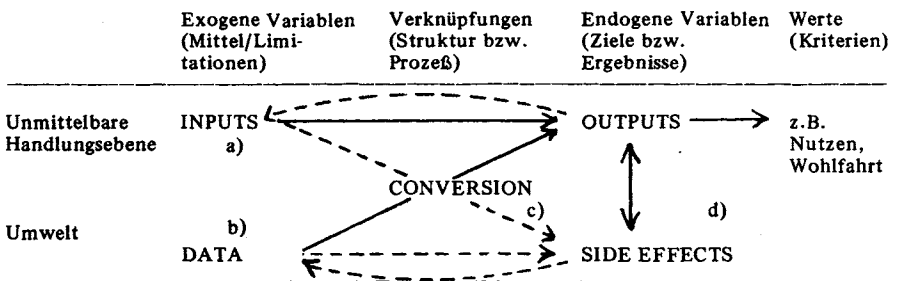 Exogene Variablen Verknüpfungen Endogene Variablen Werte
(Mittel/Limi- (Struktur bzw. (Ziele bzw. (Kriterien)
tationen) Prozeß) Ergebnisse)
Unmittelbare INPUTS OUTPUTS z.B.
Handlungsebene a) Nutzen,
Wohlfahrt
CONVERSION
c)
d)
b)
Umwelt
DATA SIDE EFFECTS